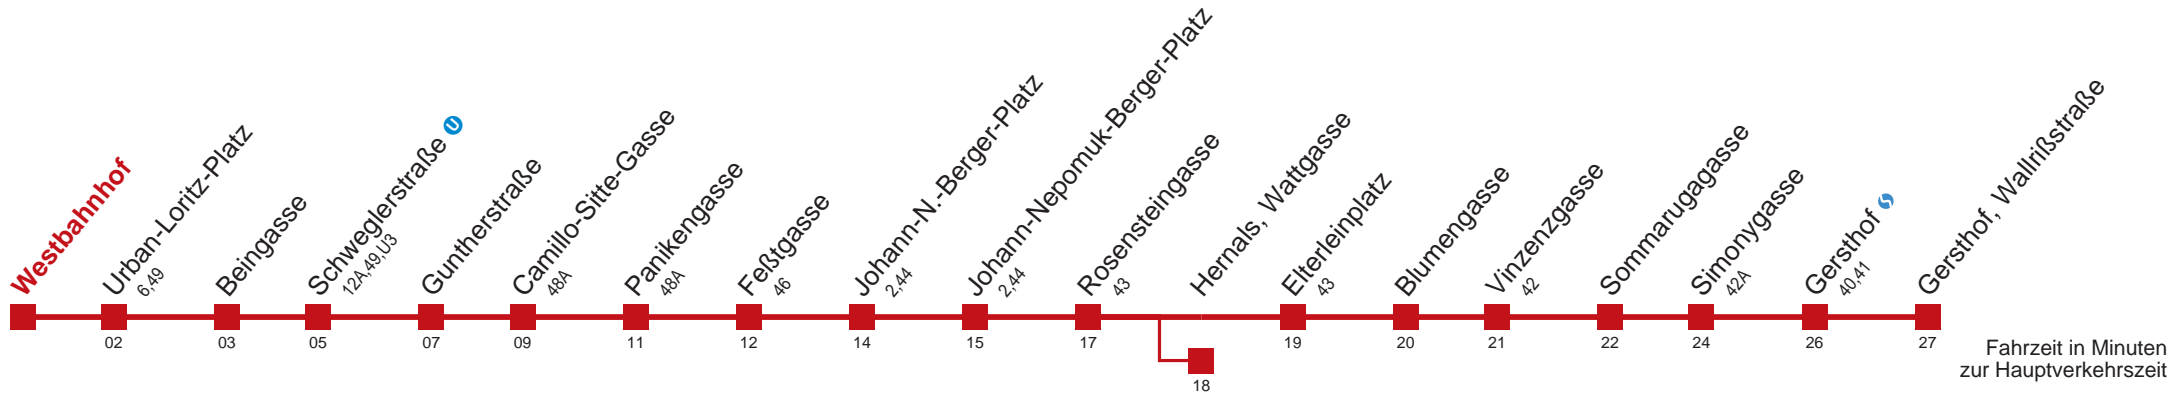 Westbahnhof
Urban-Loritz-Platz
6,49
02
Beingasse
03
Schweglerstraße U
12A,49,U3
05
Guntherstraße
07
Camillo-Sitte-Gasse
48A
09
Panikengasse
48A
11
Feßtgasse
46
12
Johann-N.-Berger-Platz
2,44
14
Johann-Nepomuk-Berger-Platz
2,44
15
Rosensteingasse
43
17
Hernals, Wattgasse
18
Elterleinplatz
43
19
Blumengasse
20
Vinzenzgasse
42
21
Sommarugagasse
22
Simonygasse
42A
24
Gersthof S
40,41
26
Gersthof, Wallrißstraße
27
Fahrzeit in Minuten
zur Hauptverkehrszeit